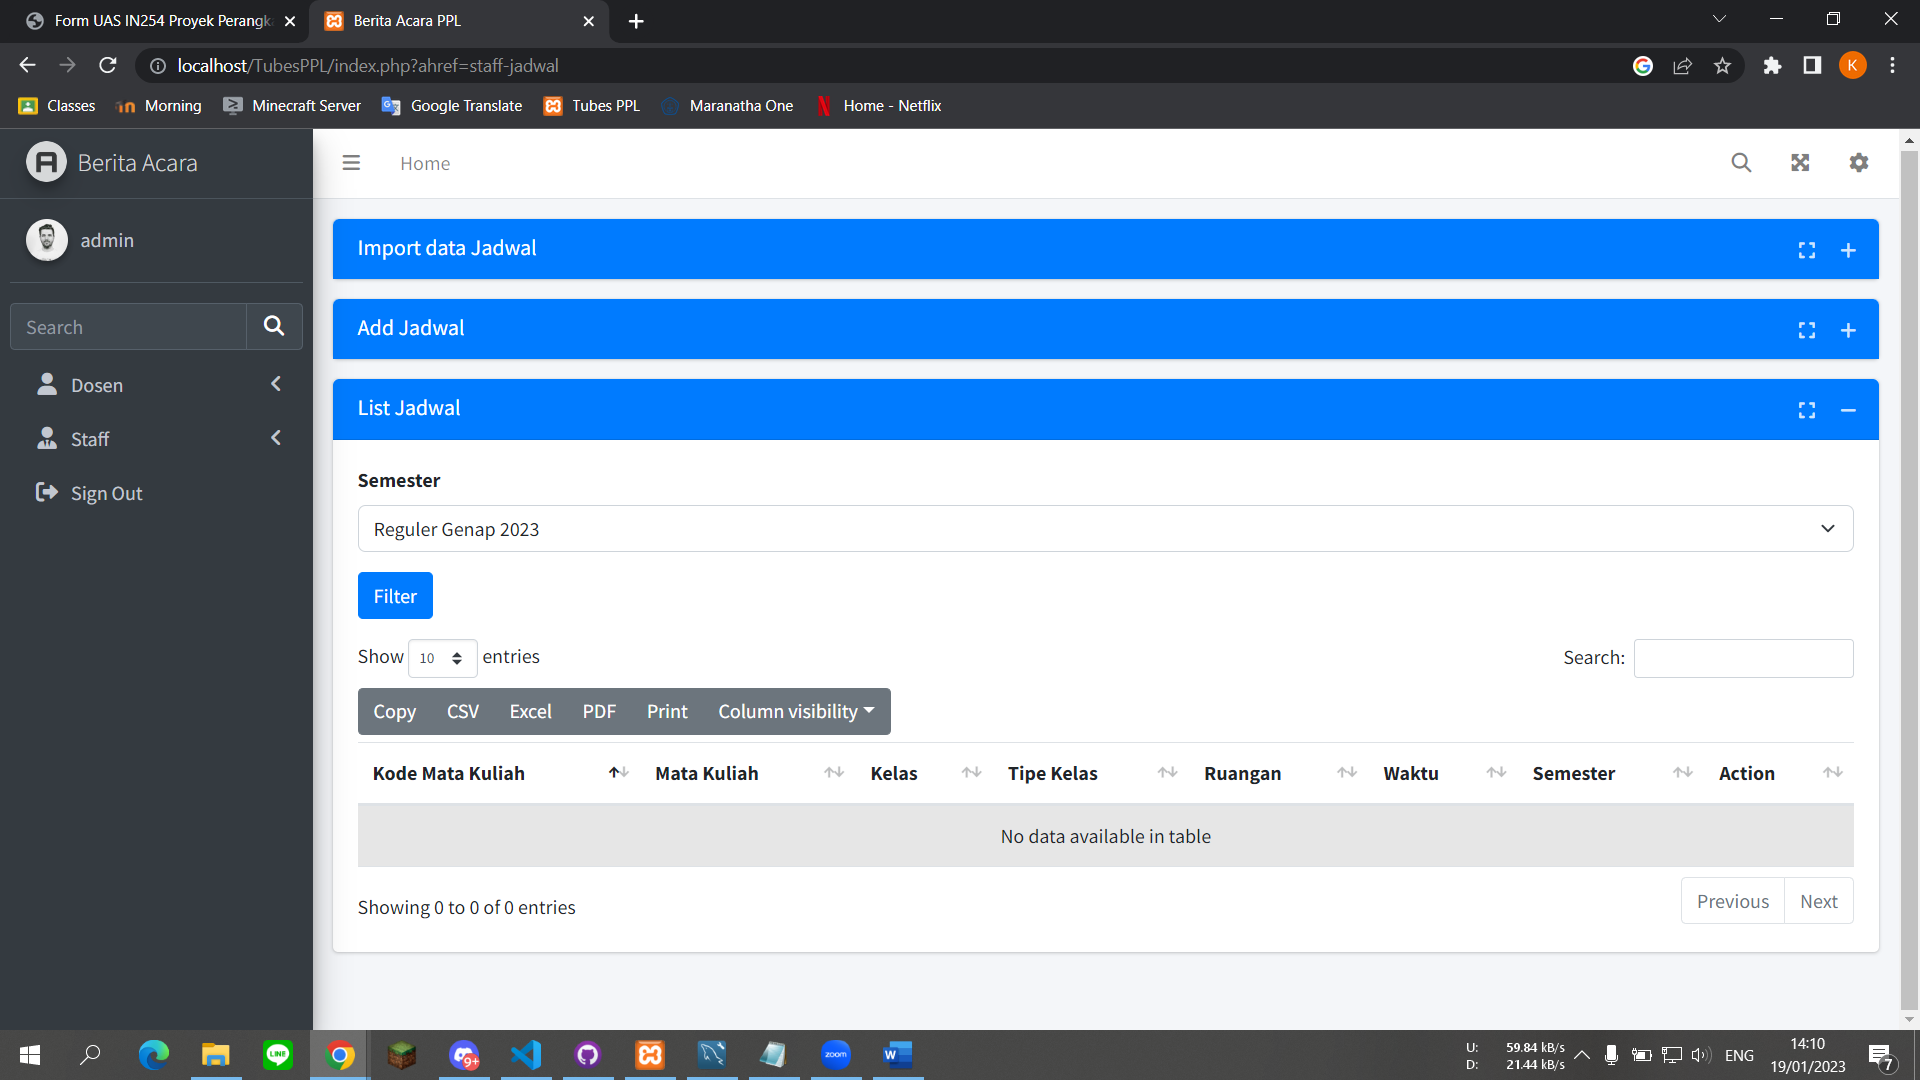 Form UAS IN254 Proyek Perangka
Berita Acara PPL
localhost/TubesPPL/index.php?ahref=staff-jadwal
K
Classes
Morning
Minecraft Server
Google Translate
Tubes PPL
Maranatha One
Home - Netflix
Berita Acara
Home
admin
Search
Dosen
Staff
Sign Out
Import data Jadwal
Add Jadwal
List Jadwal
Semester
Reguler Genap 2023
Filter
Show 10 entries
Search:
Copy CSV Excel PDF Print Column visibility
Kode Mata Kuliah Mata Kuliah Kelas Tipe Kelas Ruangan Waktu Semester Action
No data available in table
Showing 0 to 0 of 0 entries
Previous Next
LINE
9+
zoom
W
U: 59.84 kB/s
D: 21.44 kB/s
ENG
14:10
19/01/2023
7